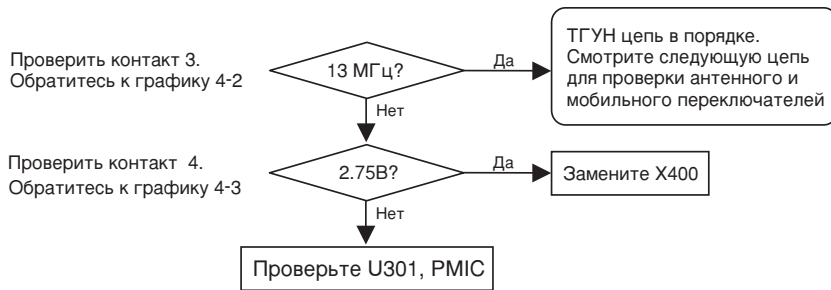 Проверить контакт 3.
Обратитесь к графику 4-2
13 МГц?
Да
ТГУН цепь в порядке.
Смотрите следующую цепь
для проверки антенного и
мобильного переключателей
Нет
Проверить контакт 4.
Обратитесь к графику 4-3
2.75В?
Да
Замените X400
Нет
Проверьте U301, PMIC